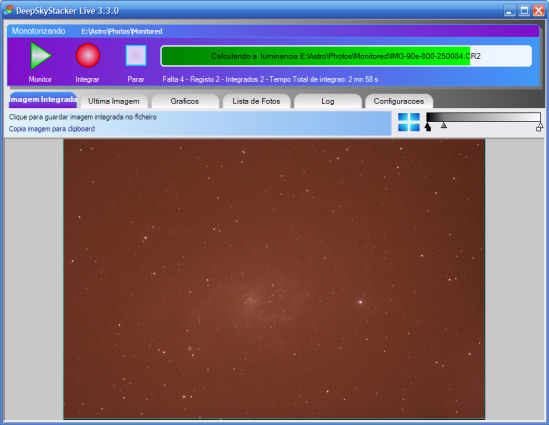 DeepSkyStacker Live 3.3.0
Monotorizando E:\Astro\Photos\Monitored
Calculando a luminancia E:\Astro\Photos\Monitored\IMG-90s-800-250084.CR2
Monitor Integrar Parar
Falta 4 - Registo 2 - Integrados 2 - Tempo Total de integrao: 2 mn 58 s
Imagem Integrada Ultima Imagem Graficos Lista de Fotos Log Configuracoes
Clique para guardar imagem integrada no ficheiro
Copia imagem para clipboard